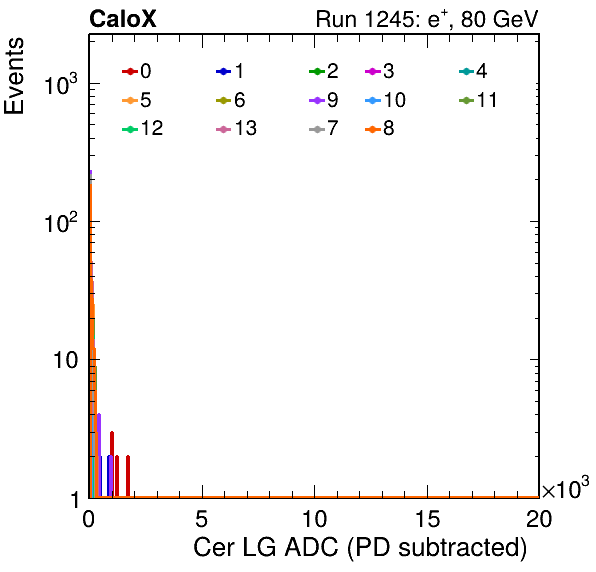 CaloX Run 1245: e⁺, 80 GeV
Events
0 1 2 3 4
5 6 9 10 11
12 13 7 8
10³
10²
10
1
0 5 10 15 20
×10³
Cer LG ADC (PD subtracted)